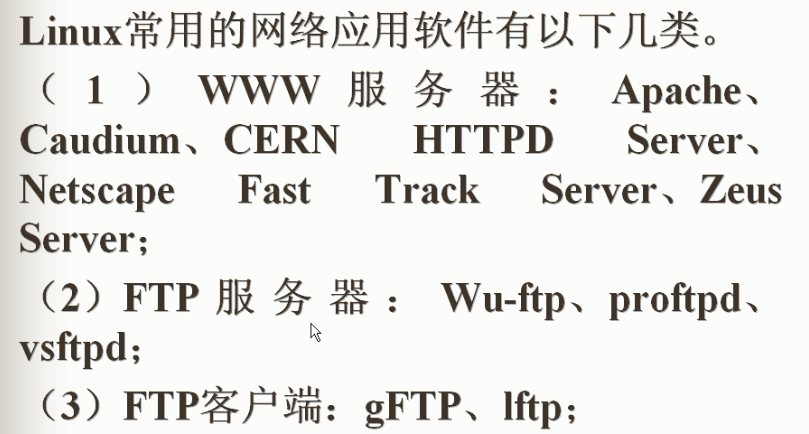 Linux常用的网络应用软件有以下几类。
（1）WWW服务器：Apache、
Caudium、CERN HTTPD Server、
Netscape Fast Track Server、Zeus
Server；
（2）FTP服务器：Wu-ftp、proftpd、
vsftpd；
（3）FTP客户端：gFTP、lftp；